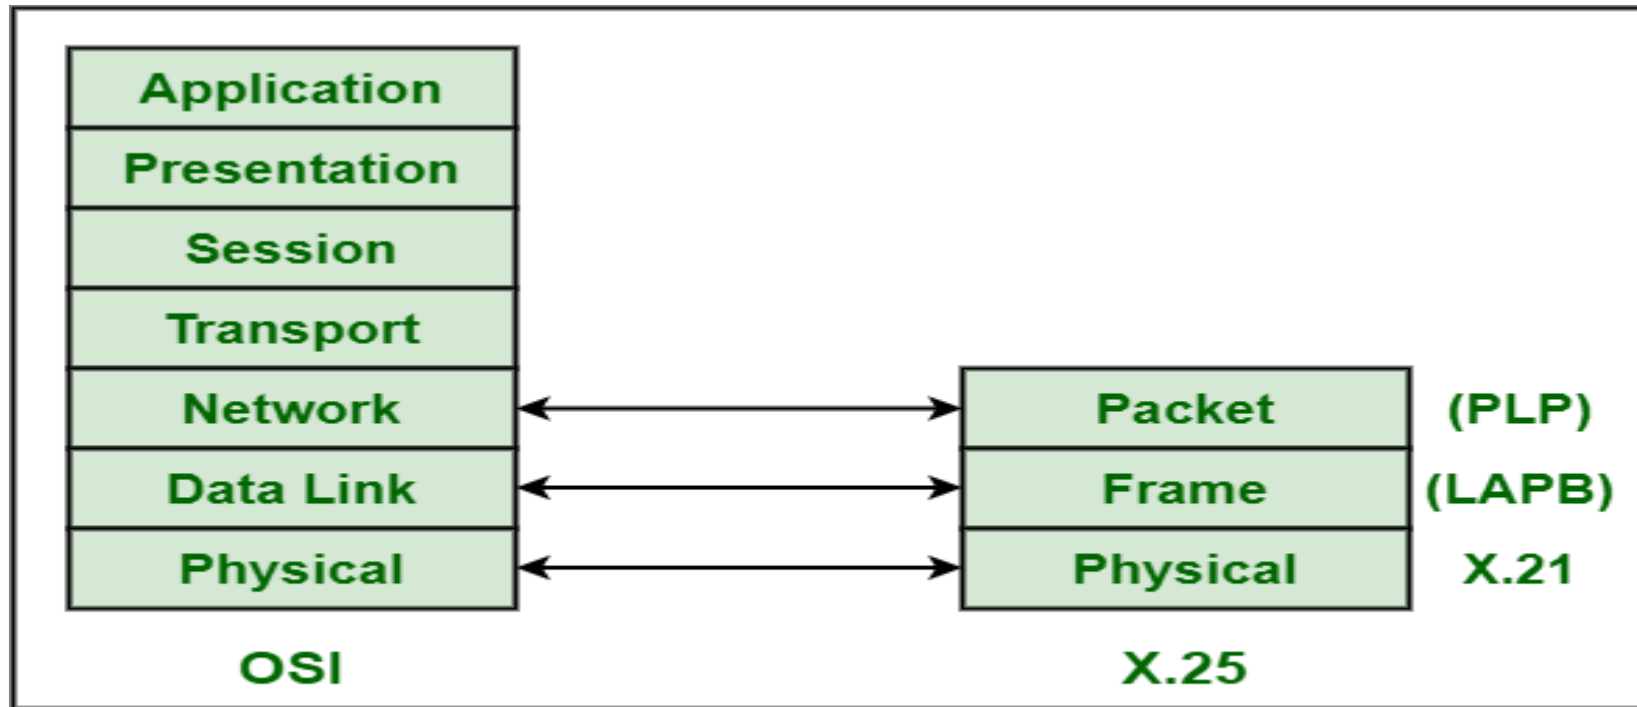 Application
Presentation
Session
Transport
Network
Packet
(PLP)
Data Link
Frame
(LAPB)
Physical
Physical
X.21
OSI
X.25